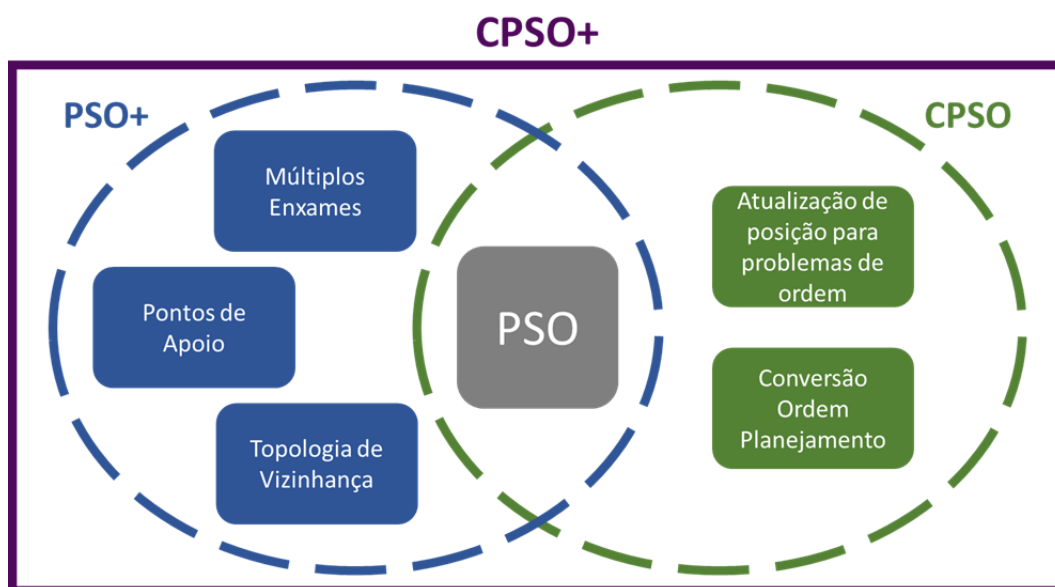 CPSO+
PSO+
CPSO
Múltiplos
Enxames
Pontos de
Apoio
Topologia de
Vizinhança
PSO
Atualização de
posição para
problemas de
ordem
Conversão
Ordem
Planejamento